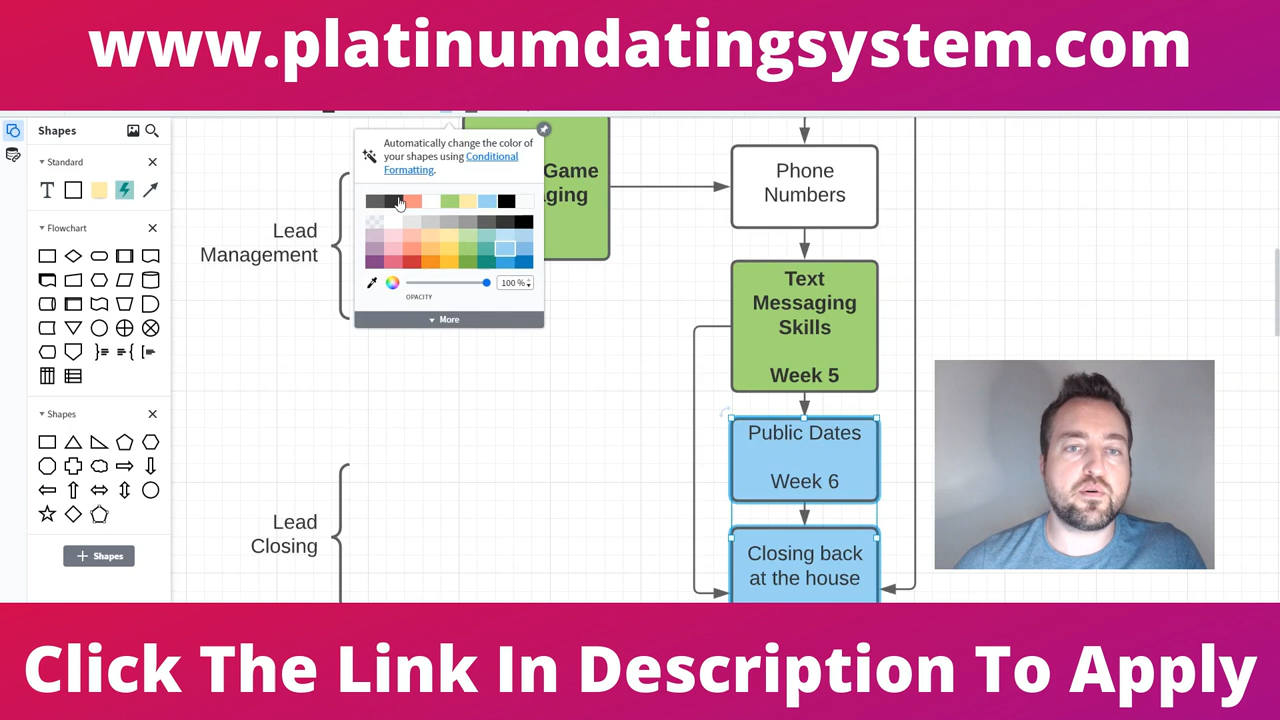 www.platinumdatingsystem.com
Shapes
Standard
T
Flowchart
Shapes
+ Shapes
Automatically change the color of
your shapes using Conditional
Formatting.
100 %
OPACITY
More
Game
Lead
Management
Lead
Closing
Phone
Numbers
Text
Messaging
Skills
Week 5
Public Dates
Week 6
Closing back
at the house
Click The Link In Description To Apply